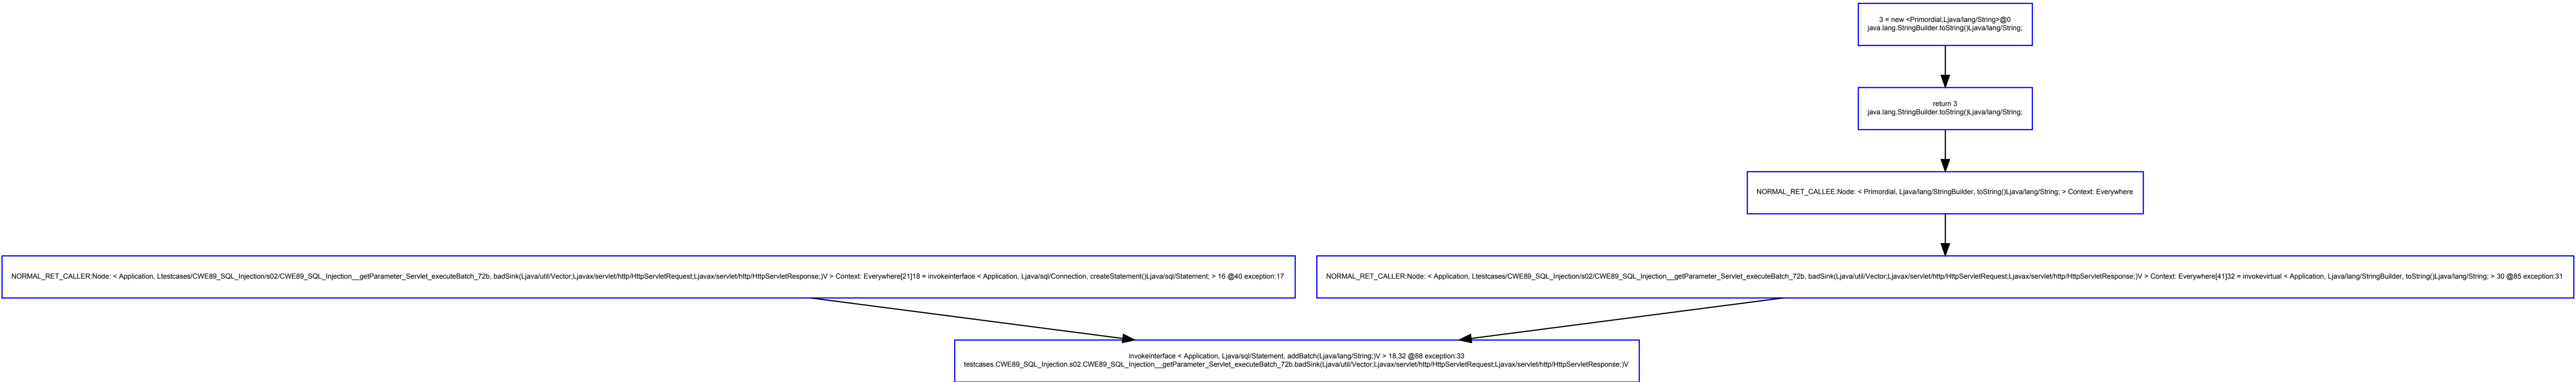 3 = new <Primordial,Ljava/lang/String>@0
java.lang.StringBuilder.toString()Ljava/lang/String;
return 3
java.lang.StringBuilder.toString()Ljava/lang/String;
NORMAL_RET_CALLEE:Node: < Primordial, Ljava/lang/StringBuilder, toString()Ljava/lang/String; > Context: Everywhere
NORMAL_RET_CALLER:Node: < Application, Ltestcases/CWE89_SQL_Injection/s02/CWE89_SQL_Injection__getParameter_Servlet_executeBatch_72b, badSink(Ljava/util/Vector;Ljavax/servlet/http/HttpServletRequest;Ljavax/servlet/http/HttpServletResponse;)V > Context: Everywhere[21]18 = invokeinterface < Application, Ljava/sql/Connection, createStatement()Ljava/sql/Statement; > 16 @40 exception:17
NORMAL_RET_CALLER:Node: < Application, Ltestcases/CWE89_SQL_Injection/s02/CWE89_SQL_Injection__getParameter_Servlet_executeBatch_72b, badSink(Ljava/util/Vector;Ljavax/servlet/http/HttpServletRequest;Ljavax/servlet/http/HttpServletResponse;)V > Context: Everywhere[41]32 = invokevirtual < Application, Ljava/lang/StringBuilder, toString()Ljava/lang/String; > 30 @85 exception:31
invokeinterface < Application, Ljava/sql/Statement, addBatch(Ljava/lang/String;)V > 18,32 @88 exception:33
testcases.CWE89_SQL_Injection.s02.CWE89_SQL_Injection__getParameter_Servlet_executeBatch_72b.badSink(Ljava/util/Vector;Ljavax/servlet/http/HttpServletRequest;Ljavax/servlet/http/HttpServletResponse;)V